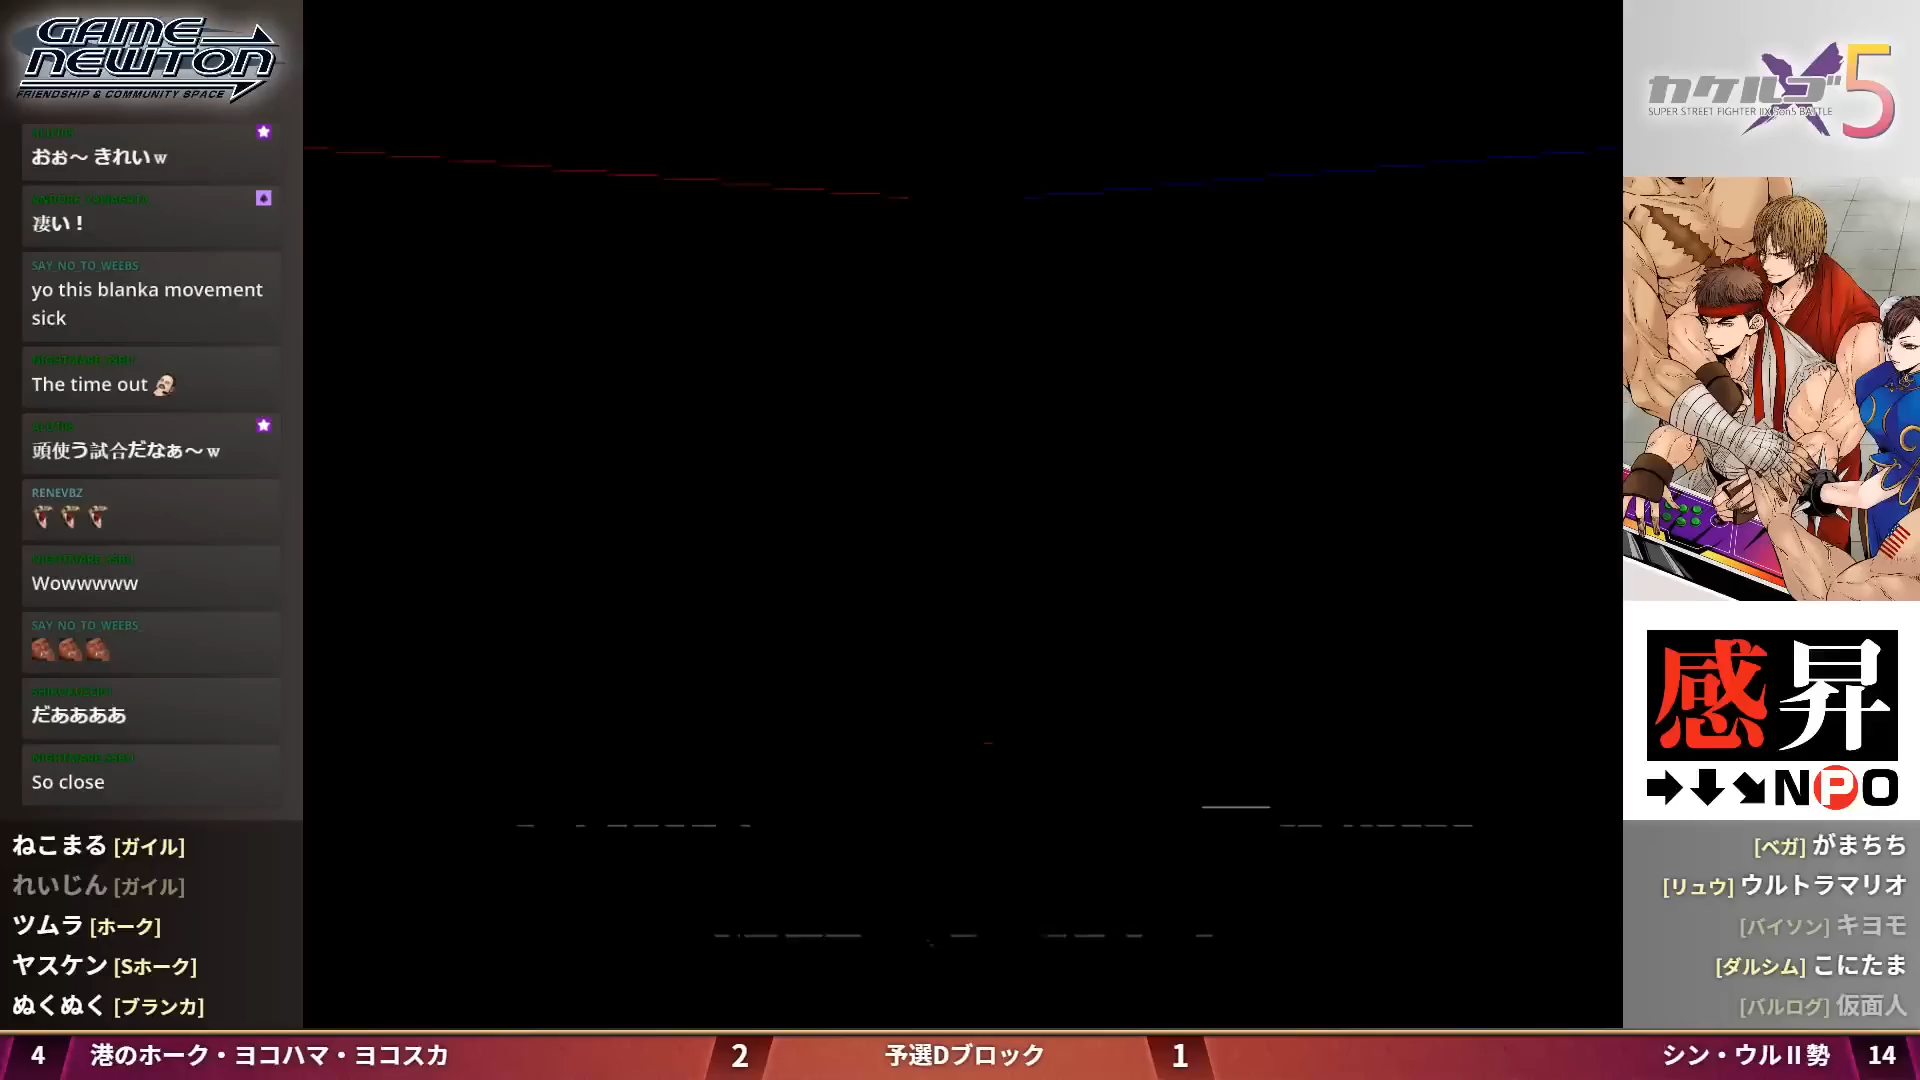 GAME
NEWTON
FRIENDSHIP & COMMUNITY SPACE
おぉ～ きれいw
凄い！
SAY_NO_TO_WEEBS_
yo this blanka movement
sick
The time out
頭使う試合だなぁ～w
RENEVBZ
Wowwwww
SAY_NO_TO_WEEBS_
だああああ
So close
ねこまる [ガイル]
れいじん [ガイル]
ツムラ [ホーク]
ヤスケン [Sホーク]
ぬくぬく [ブランカ]
カケルゴ 5
SUPER STREET FIGHTER IIX 5on5 BATTLE
感昇
NPO
[ベガ] がまちち
[リュウ] ウルトラマリオ
[バイソン] キヨモ
[ダルシム] こにたま
[バルログ] 仮面人
4 港のホーク・ヨコハマ・ヨコスカ 2 予選Dブロック 1 シン・ウルⅡ勢 14